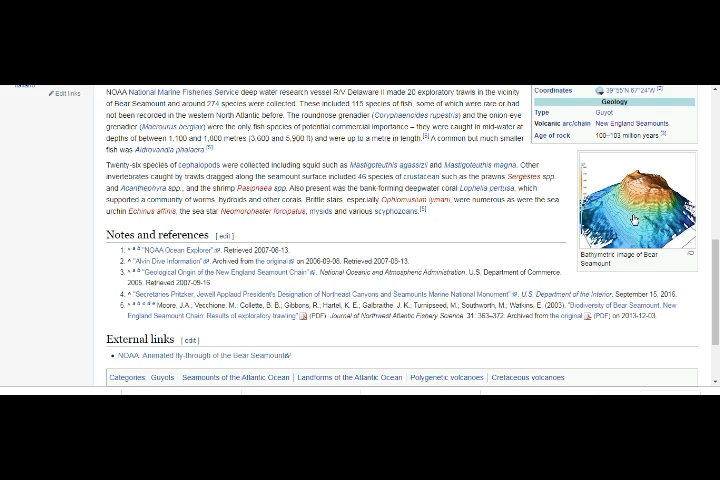 Edit links
NOAA National Marine Fisheries Service deep water research vessel R/V Delaware II made 20 exploratory trawls in the vicinity
of Bear Seamount and around 274 species were collected. These included 115 species of fish, some of which were rare or had
not been recorded in the western North Atlantic before. The roundnose grenadier (Coryphaenoides rupestris) and the onion-eye
grenadier (Macrourus berglax) were the only fish species of potential commercial importance – they were caught in mid-water at
depths of between 1,100 and 1,800 metres (3,600 and 5,900 ft) and were up to a metre in length.[5] A common but much smaller
fish was Aldrovandia phalacra.[5]
Twenty-six species of cephalopods were collected including squid such as Mastigoteuthis agassizii and Mastigoteuthis magna. Other
invertebrates caught by trawls dragged along the seamount surface included 46 species of crustacean such as the prawns Sergestes spp
and Acanthephyra spp., and the shrimp Pasiphaea spp. Also present was the bank-forming deepwater coral Lophelia pertusa, which
supported a community of worms, hydroids and other corals. Brittle stars, especially Ophiomusium lymani, were numerous as were the sea
urchin Echinus affinis, the sea star Neomorphaster forcipatus, mysids and various scyphozoans.[5]
Coordinates 39°55′N 67°24′W [2]
Geology
Type Guyot
Volcanic arc/chain New England Seamounts
Age of rock 100–103 million years [3]
Bathymetric image of Bear
Seamount
Notes and references [ edit ]
1. ^ a b "NOAA Ocean Explorer". Retrieved 2007-08-13.
2. ^ "Alvin Dive Information". Archived from the original on 2006-09-08. Retrieved 2007-08-13.
3. ^ a b "Geological Origin of the New England Seamount Chain". National Oceanic and Atmospheric Administration. U.S. Department of Commerce.
2005. Retrieved 2007-09-16.
4. ^ "Secretaries Pritzker, Jewell Applaud President's Designation of Northeast Canyons and Seamounts Marine National Monument". U.S. Department of the Interior. September 15, 2016.
5. ^ a b c d e Moore, J.A.; Vecchione, M.; Collette, B. B.; Gibbons, R.; Hartel, K. E.; Galbraith, J. K.; Turnipseed, M.; Southworth, M.; Watkins, E. (2003). "Biodiversity of Bear Seamount, New
England Seamount Chain: Results of exploratory trawling" (PDF). Journal of Northwest Atlantic Fishery Science. 31: 363–372. Archived from the original (PDF) on 2013-12-03.
External links [ edit ]
• NOAA: Animated fly-through of the Bear Seamount
Categories: Guyots | Seamounts of the Atlantic Ocean | Landforms of the Atlantic Ocean | Polygenetic volcanoes | Cretaceous volcanoes